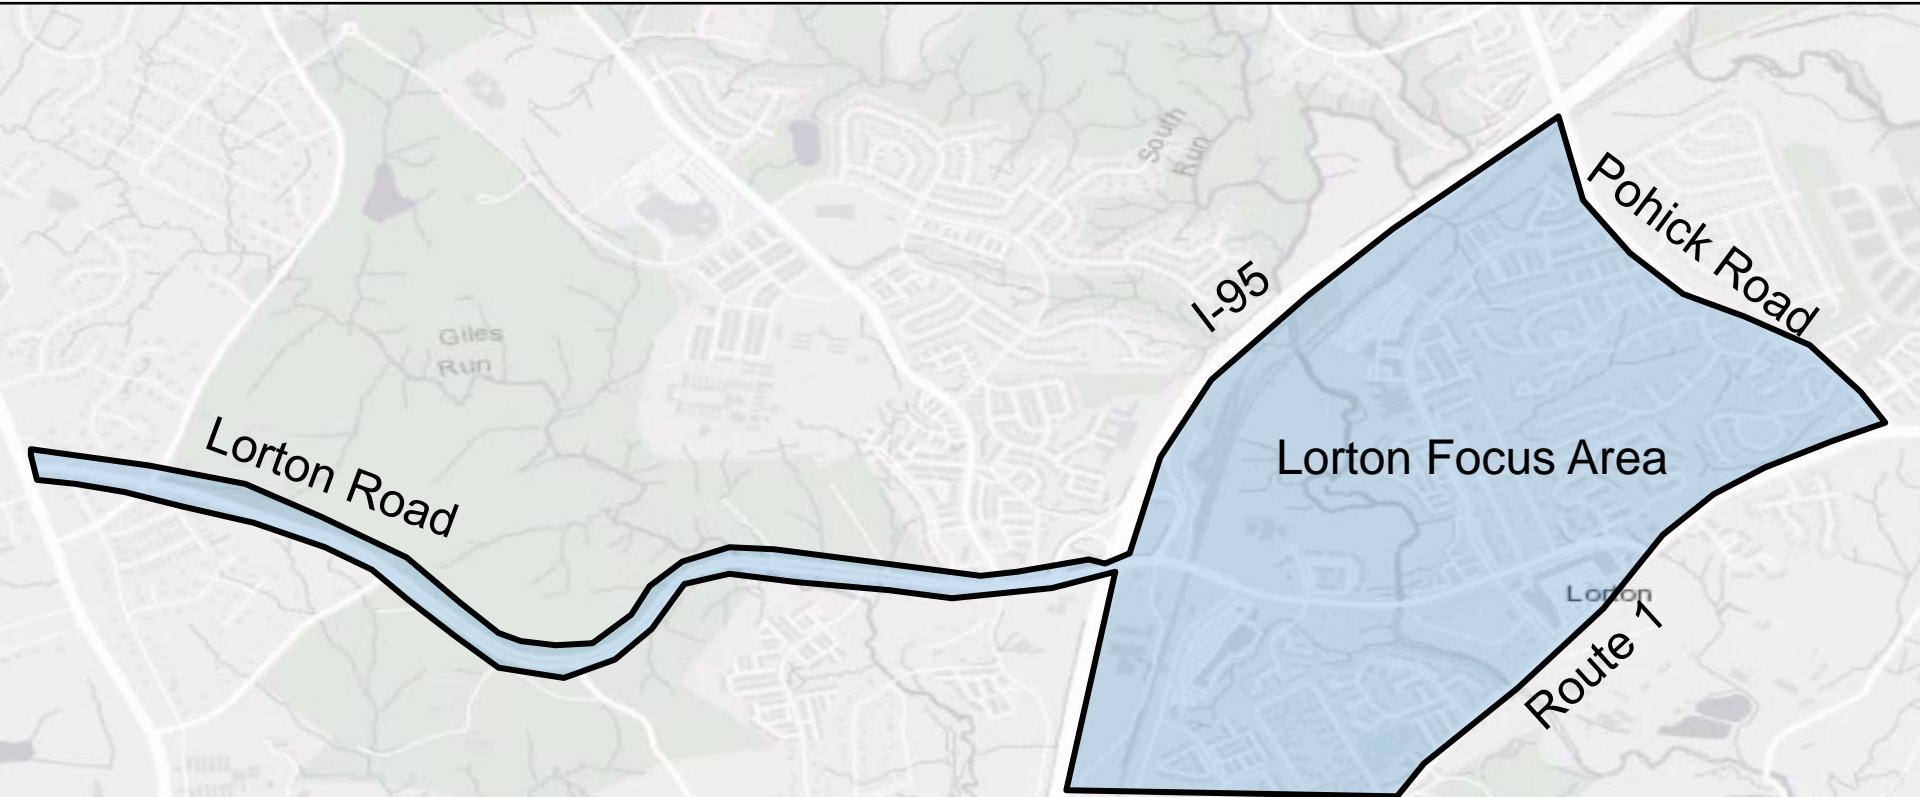 South
Run
Pohick Road
I-95
Giles
Run
Lorton Road
Lorton Focus Area
Lorton
Route 1